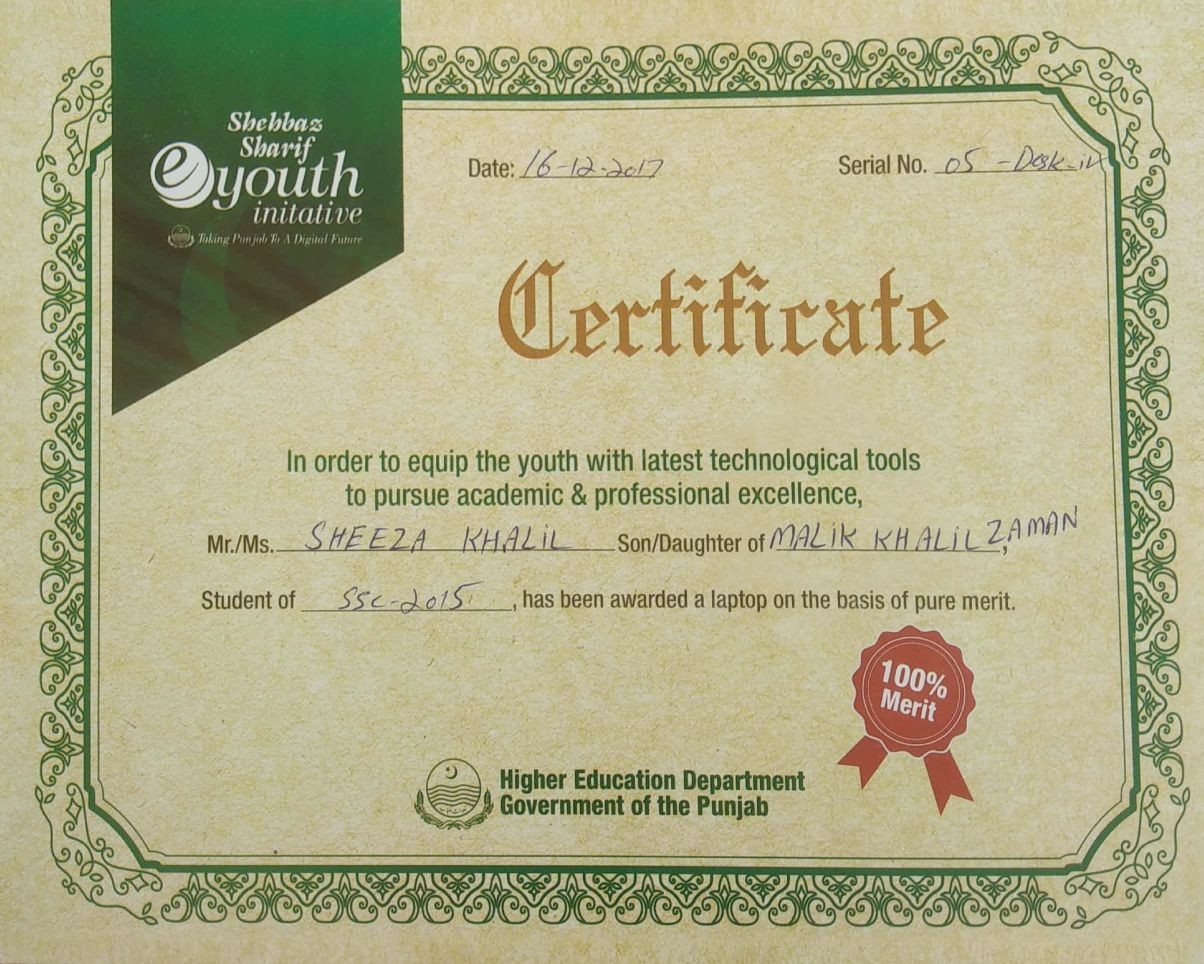 Shehbaz
Sharif
eyouth
initative
Taking Punjab To A Digital Future
Date: 16-12-2017
Serial No. 05 - Desk-iv
Certificate
In order to equip the youth with latest technological tools
to pursue academic & professional excellence,
Mr./Ms. SHEEZA KHALIL Son/Daughter of MALIK KHALIL ZAMAN,
Student of SSC-2015, has been awarded a laptop on the basis of pure merit.
100%
Merit
Higher Education Department
Government of the Punjab